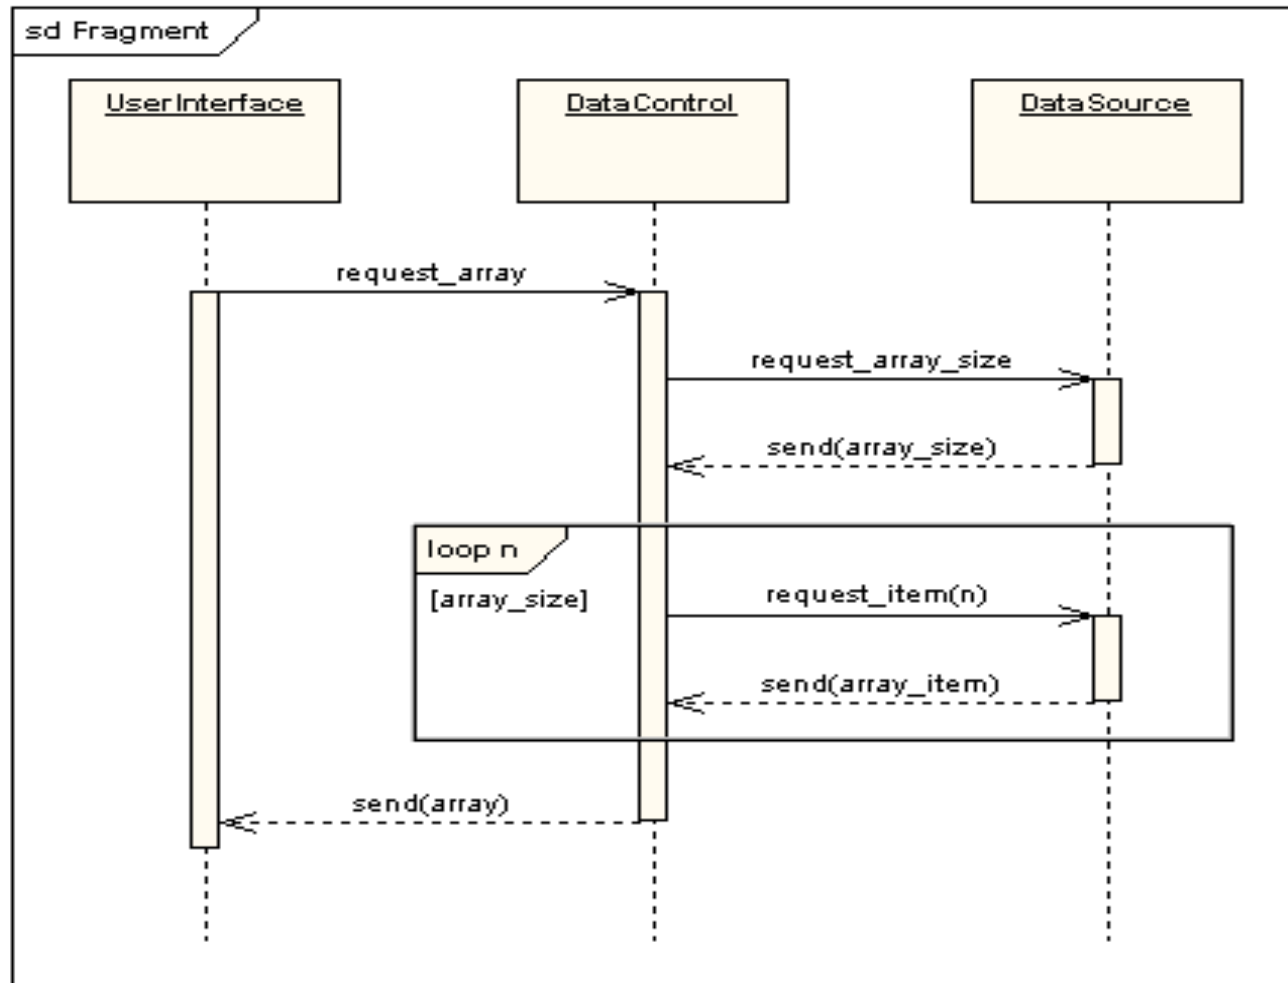 sd Fragment
UserInterface
DataControl
DataSource
request_array
request_array_size
send(array_size)
loop n
[array_size]
request_item(n)
send(array_item)
send(array)